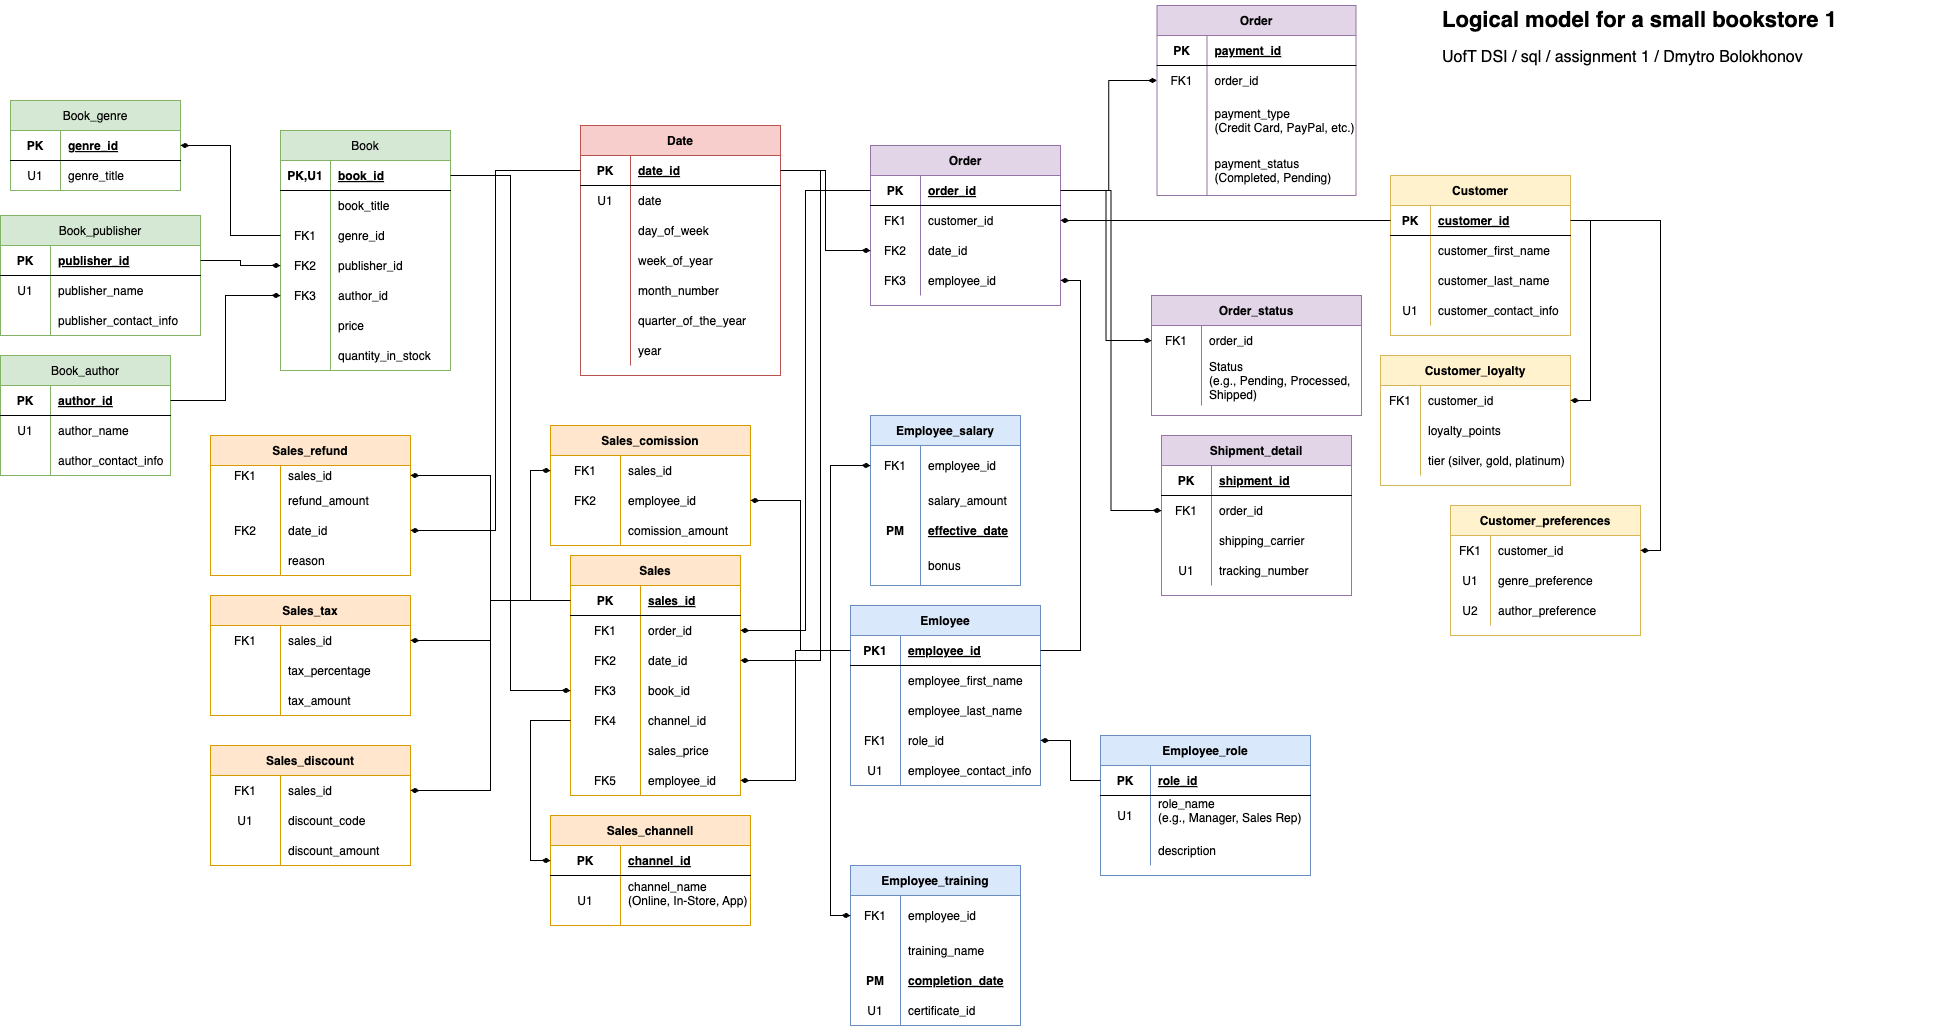 Logical model for a small bookstore 1
UofT DSI / sql / assignment 1 / Dmytro Bolokhonov
Book_genre
PK genre_id
U1 genre_title
Book_publisher
PK publisher_id
U1 publisher_name
publisher_contact_info
Book_author
PK author_id
U1 author_name
author_contact_info
Book
PK,U1 book_id
book_title
FK1 genre_id
FK2 publisher_id
FK3 author_id
price
quantity_in_stock
Date
PK date_id
U1 date
day_of_week
week_of_year
month_number
quarter_of_the_year
year
Order
PK order_id
FK1 customer_id
FK2 date_id
FK3 employee_id
Order
PK payment_id
FK1 order_id
payment_type
(Credit Card, PayPal, etc.)
payment_status
(Completed, Pending)
Order_status
FK1 order_id
Status
(e.g., Pending, Processed,
Shipped)
Shipment_detail
PK shipment_id
FK1 order_id
shipping_carrier
U1 tracking_number
Customer
PK customer_id
customer_first_name
customer_last_name
U1 customer_contact_info
Customer_loyalty
FK1 customer_id
loyalty_points
tier (silver, gold, platinum)
Customer_preferences
FK1 customer_id
U1 genre_preference
U2 author_preference
Sales_refund
FK1 sales_id
refund_amount
FK2 date_id
reason
Sales_tax
FK1 sales_id
tax_percentage
tax_amount
Sales_discount
FK1 sales_id
U1 discount_code
discount_amount
Sales_comission
FK1 sales_id
FK2 employee_id
comission_amount
Sales
PK sales_id
FK1 order_id
FK2 date_id
FK3 book_id
FK4 channel_id
sales_price
FK5 employee_id
Sales_channell
PK channel_id
U1 channel_name
(Online, In-Store, App)
Employee_salary
FK1 employee_id
salary_amount
PM effective_date
bonus
Emloyee
PK1 employee_id
employee_first_name
employee_last_name
FK1 role_id
U1 employee_contact_info
Employee_role
PK role_id
U1 role_name
(e.g., Manager, Sales Rep)
description
Employee_training
FK1 employee_id
training_name
PM completion_date
U1 certificate_id